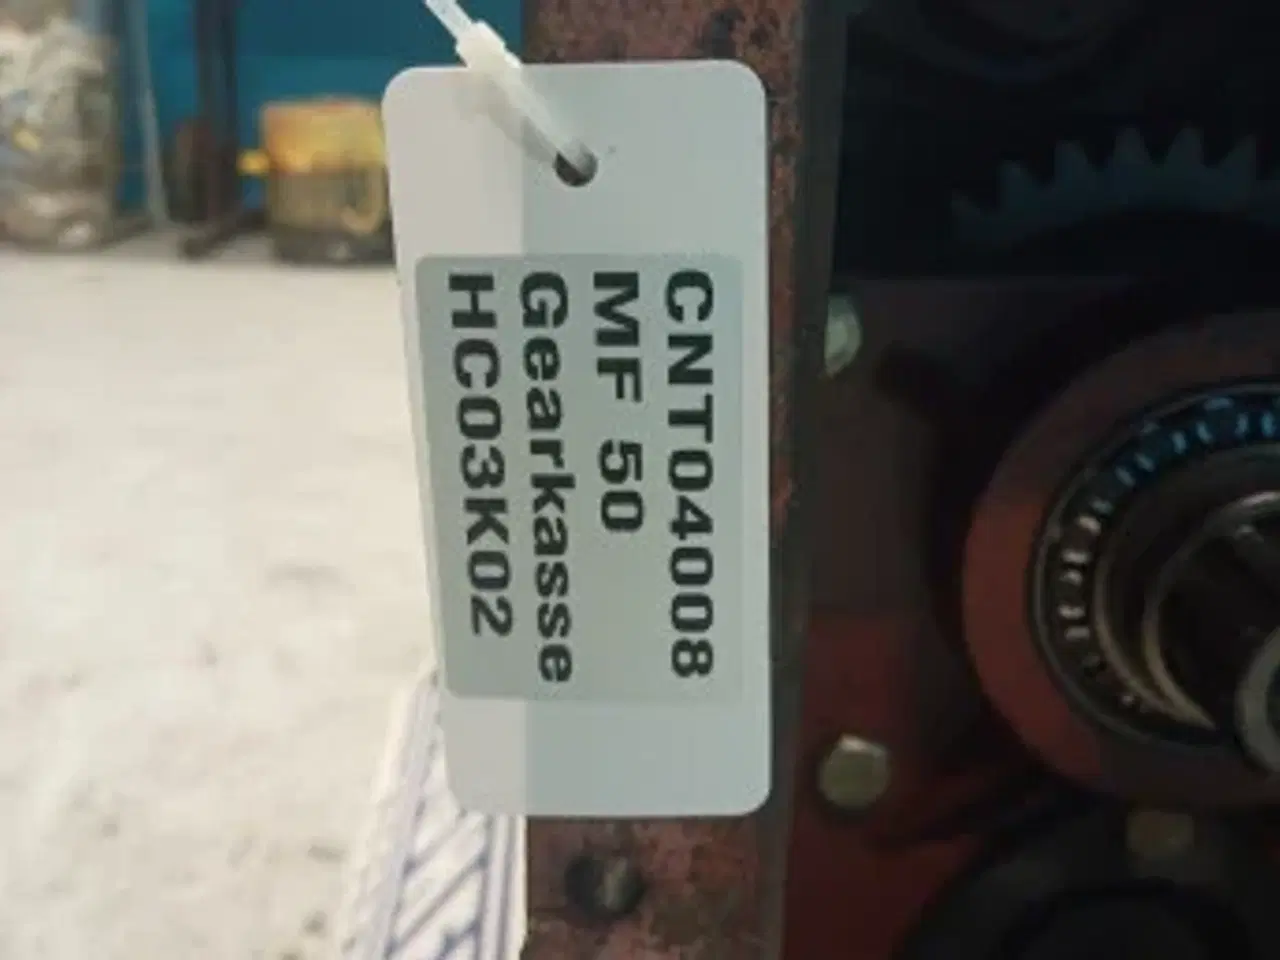 CNT04008
MF 50
Gearkasse
HC03K02